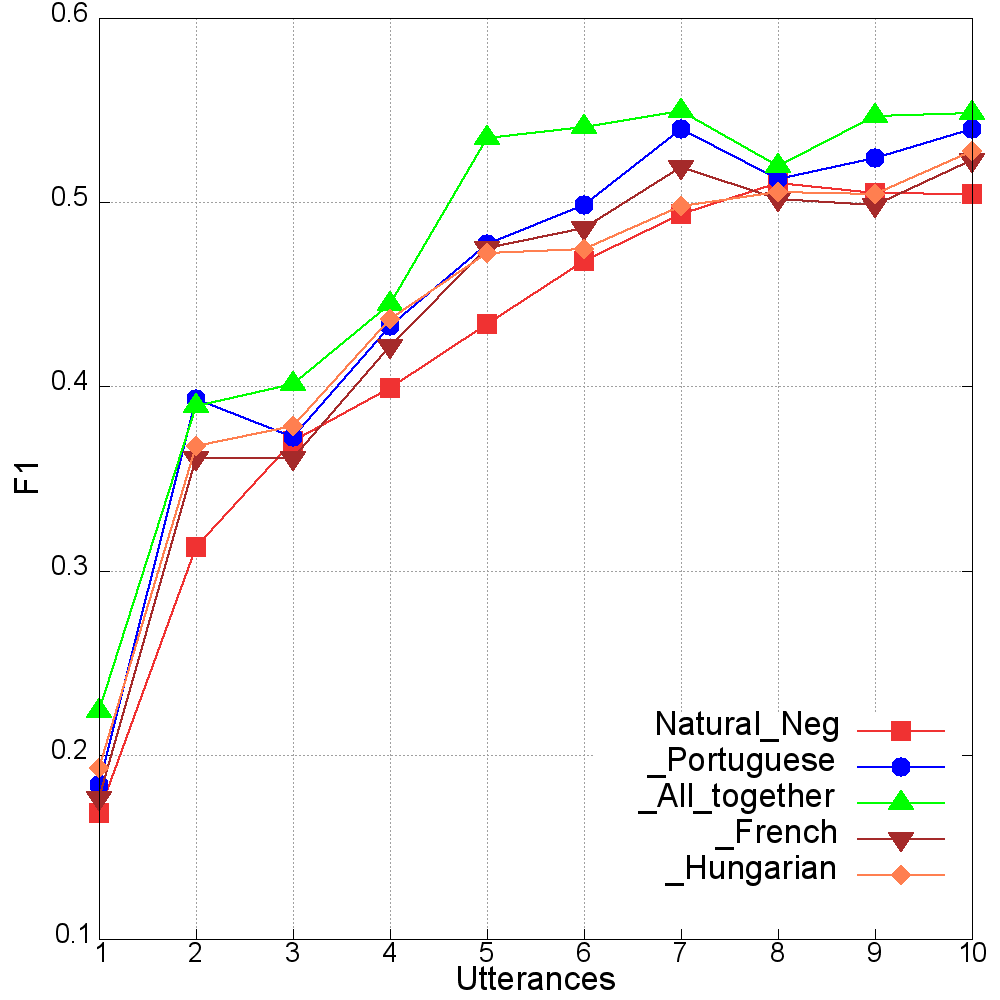 0.6
0.5
0.4
0.3
0.2
0.1
F1
Natural_Neg
_Portuguese
_All_together
_French
_Hungarian
1 2 3 4 5 6 7 8 9 10
Utterances